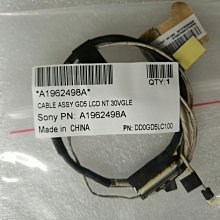 *A1962498A*
QTY:1
CABLE ASSY GD5 LCD NT 30VGLE
Sony PN: A1962498A
Made in CHINA
PN: DD0GD5LC100